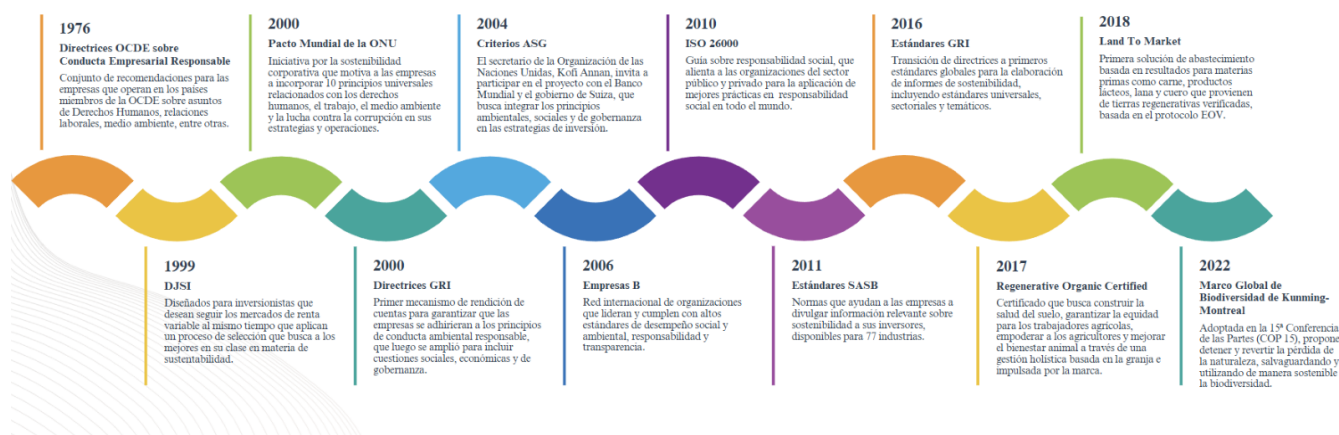 1976
Directrices OCDE sobre
Conducta Empresarial Responsable
Conjunto de recomendaciones para las
empresas que operan en los países
miembros de la OCDE sobre asuntos
de Derechos Humanos, relaciones
laborales, medio ambiente, entre otras.
2000
Pacto Mundial de la ONU
Iniciativa por la sostenibilidad
corporativa que motiva a las empresas
a incorporar 10 principios universales
relacionados con los derechos
humanos, el trabajo, el medio ambiente
y la lucha contra la corrupción en sus
estrategias y operaciones.
2004
Criterios ASG
El secretario de la Organización de las
Naciones Unidas, Kofi Annan, invita a
participar en el proyecto con el Banco
Mundial y el gobierno de Suiza, que
busca integrar los principios
ambientales, sociales y de gobernanza
en las estrategias de inversión.
2010
ISO 26000
Guía sobre responsabilidad social, que
alienta a las organizaciones del sector
público y privado para la aplicación de
mejores prácticas en responsabilidad
social en todo el mundo.
2016
Estándares GRI
Transición de directrices a primeros
estándares globales para la elaboración
de informes de sostenibilidad,
incluyendo estándares universales,
sectoriales y temáticos.
2018
Land To Market
Primera solución de abastecimiento
basada en resultados para materias
primas como carne, productos
lácteos, lana y cuero que provienen
de tierras regenerativas verificadas,
basada en el protocolo EOV.
1999
DJSI
Diseñados para inversionistas que
desean seguir los mercados de renta
variable al mismo tiempo que aplican
un proceso de selección que busca a los
mejores en su clase en materia de
sustentabilidad.
2000
Directrices GRI
Primer mecanismo de rendición de
cuentas para garantizar que las
empresas se adhirieran a los principios
de conducta ambiental responsable,
que luego se amplió para incluir
cuestiones sociales, económicas y de
gobernanza.
2006
Empresas B
Red internacional de organizaciones
que lideran y cumplen con altos
estándares de desempeño social y
ambiental, responsabilidad y
transparencia.
2011
Estándares SASB
Normas que ayudan a las empresas a
divulgar información relevante sobre
sostenibilidad a sus inversores,
disponibles para 77 industrias.
2017
Regenerative Organic Certified
Certificado que busca construir la
salud del suelo, garantizar la equidad
para los trabajadores agrícolas,
empoderar a los agricultores y mejorar
el bienestar animal a través de una
gestión holística basada en la granja e
impulsada por la marca.
2022
Marco Global de
Biodiversidad de Kunming-
Montreal
Adoptada en la 15ª Conferencia
de las Partes (COP 15), propone
detener y revertir la pérdida de
la naturaleza, salvaguardando y
utilizando de manera sostenible
la biodiversidad.